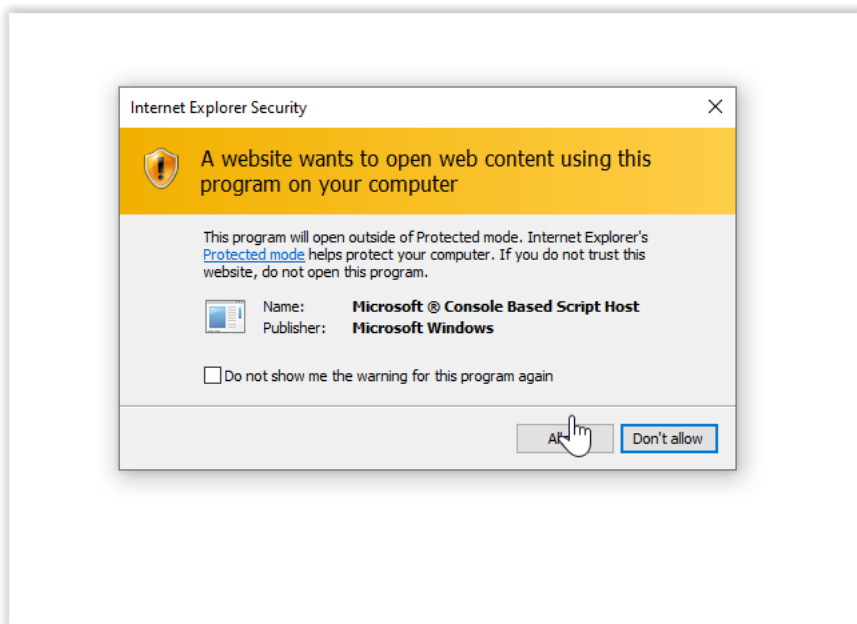 Internet Explorer Security
A website wants to open web content using this
program on your computer
This program will open outside of Protected mode. Internet Explorer's
Protected mode helps protect your computer. If you do not trust this
website, do not open this program.
Name: Microsoft ® Console Based Script Host
Publisher: Microsoft Windows
Do not show me the warning for this program again
Don't allow